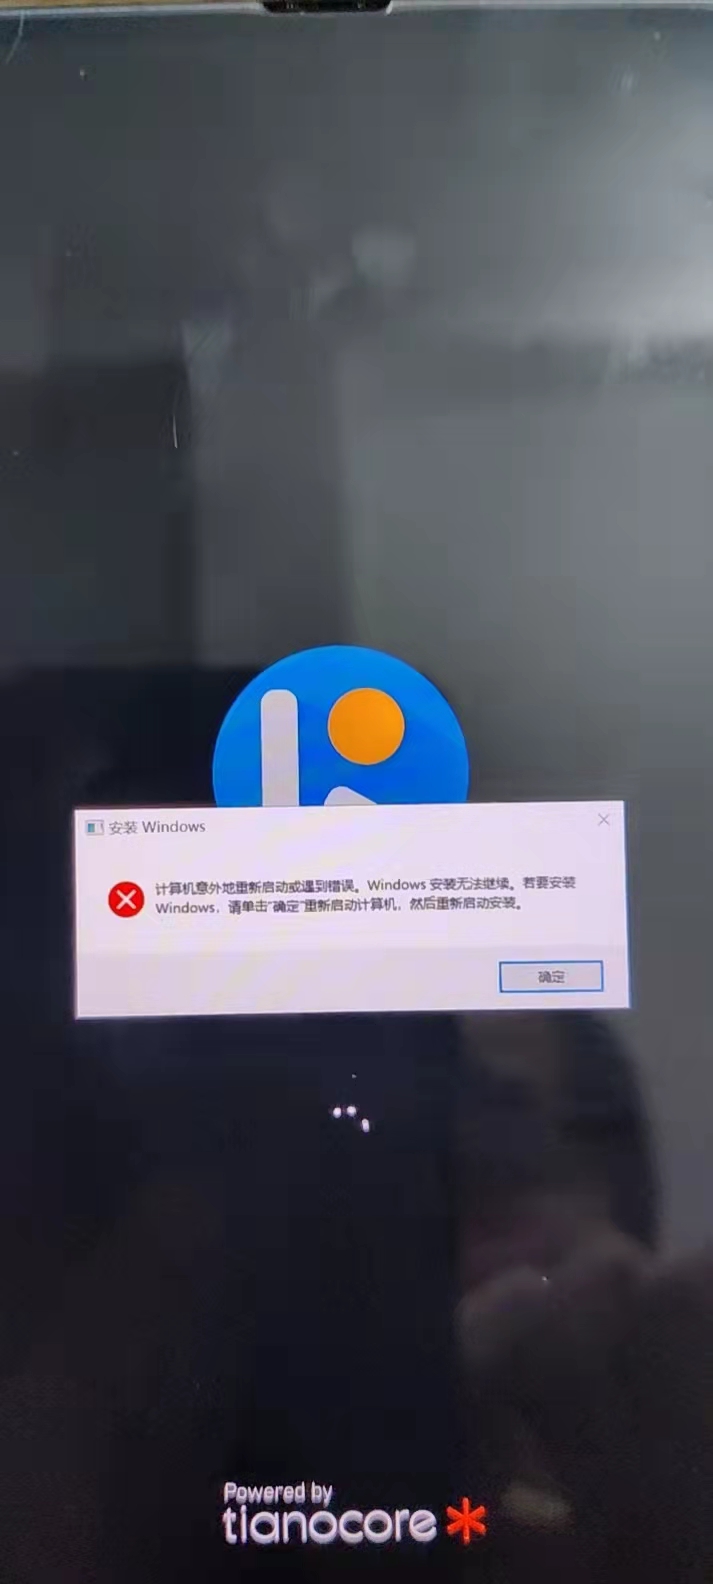 安装 Windows
计算机意外地重新启动或遇到错误。Windows 安装无法继续。若要安装
Windows，请单击"确定"重新启动计算机，然后重新启动安装。
确定
Powered by
tianocore